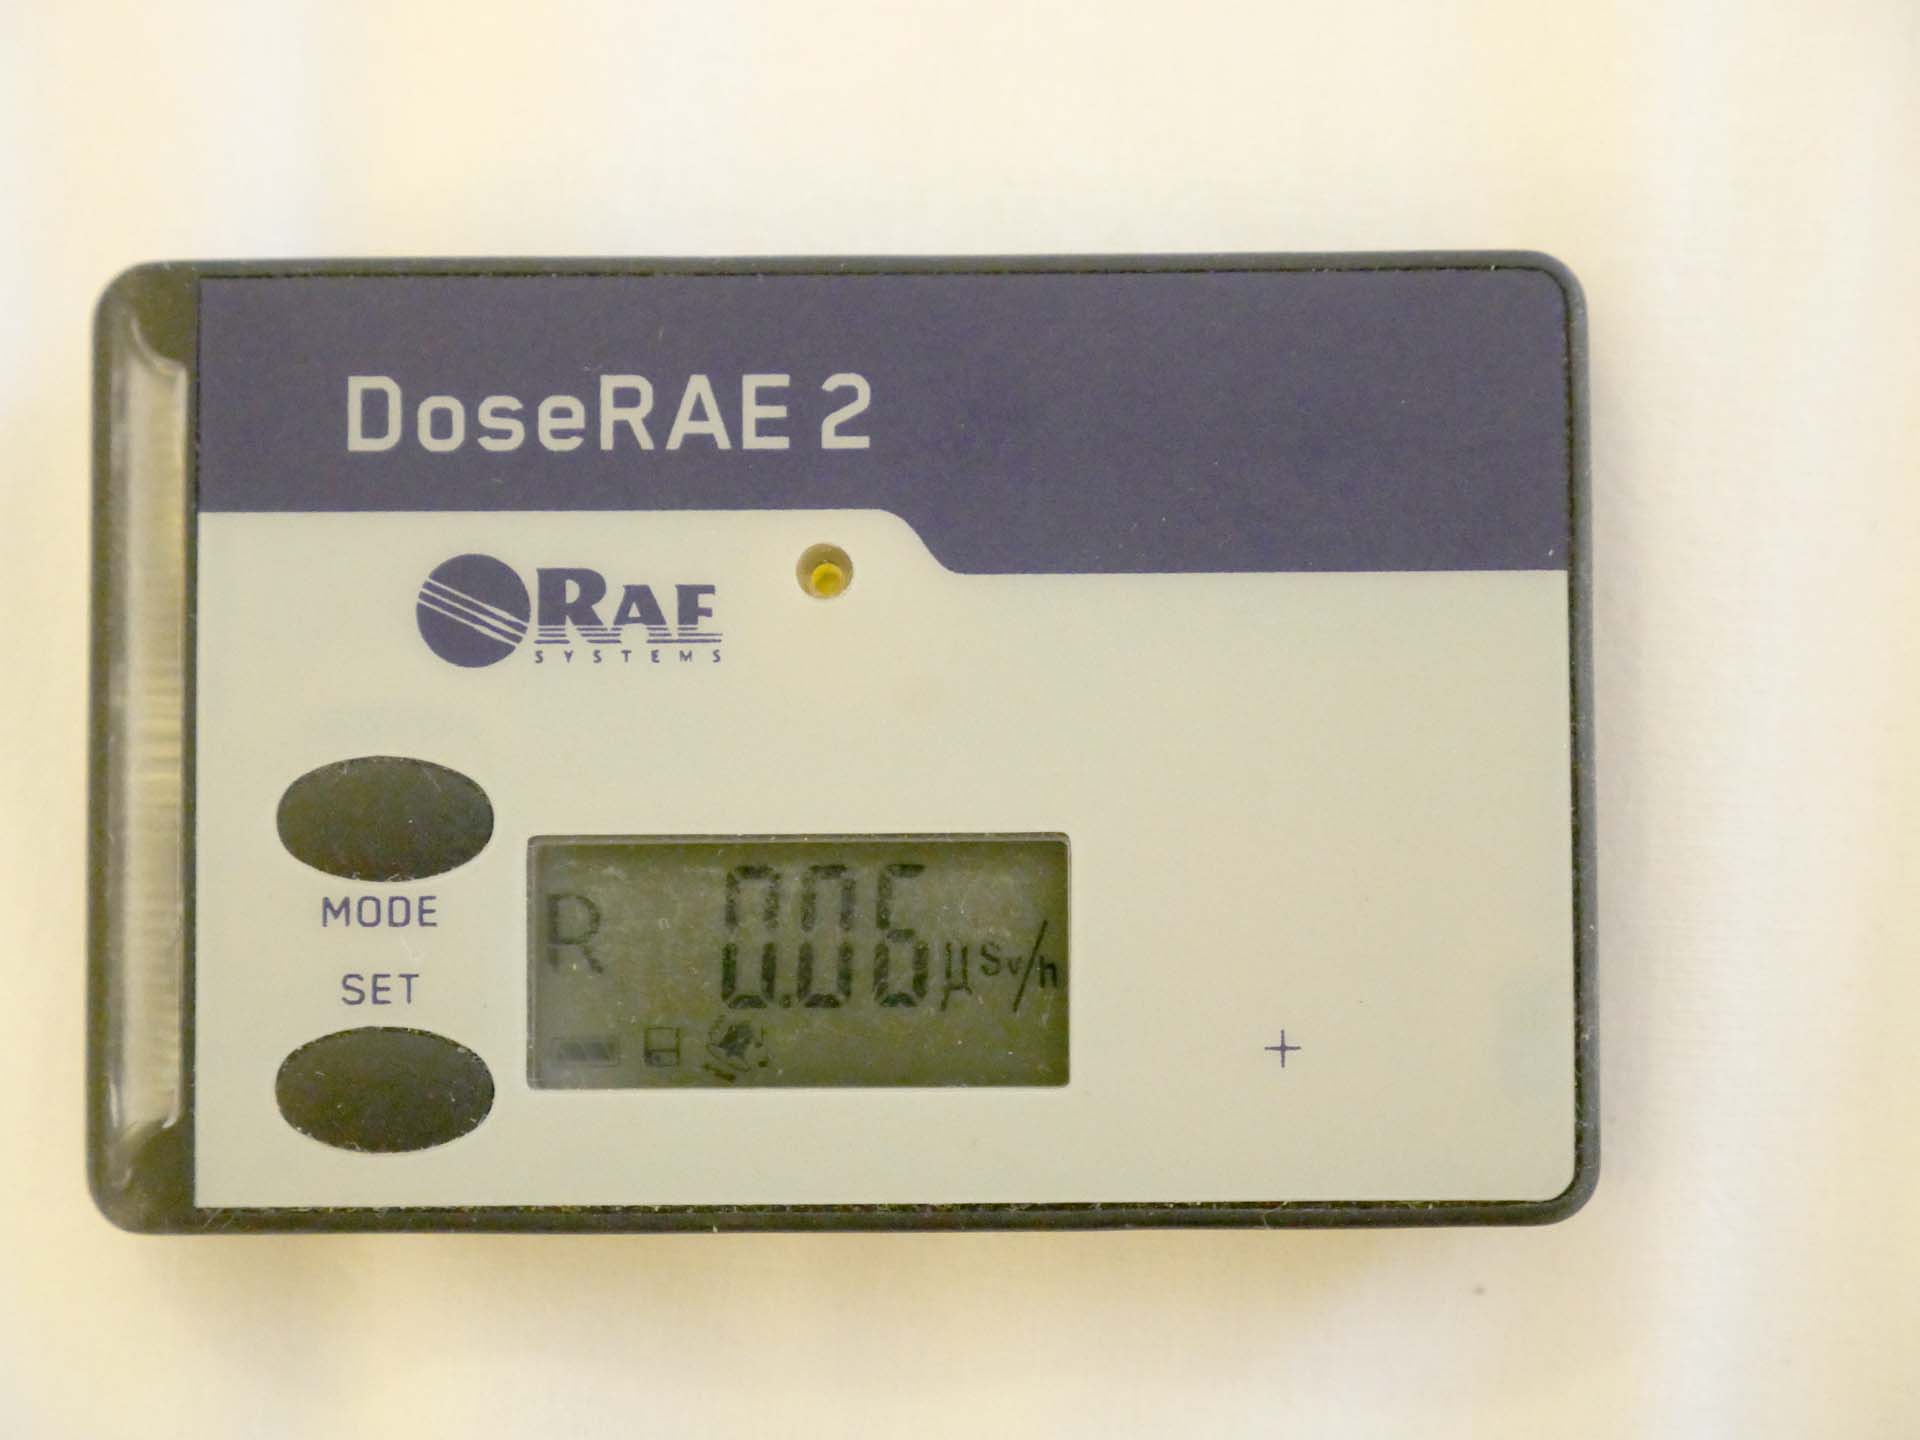 DoseRAE 2
RAE
SYSTEMS
MODE
SET
R 0.06 µSv/h
+